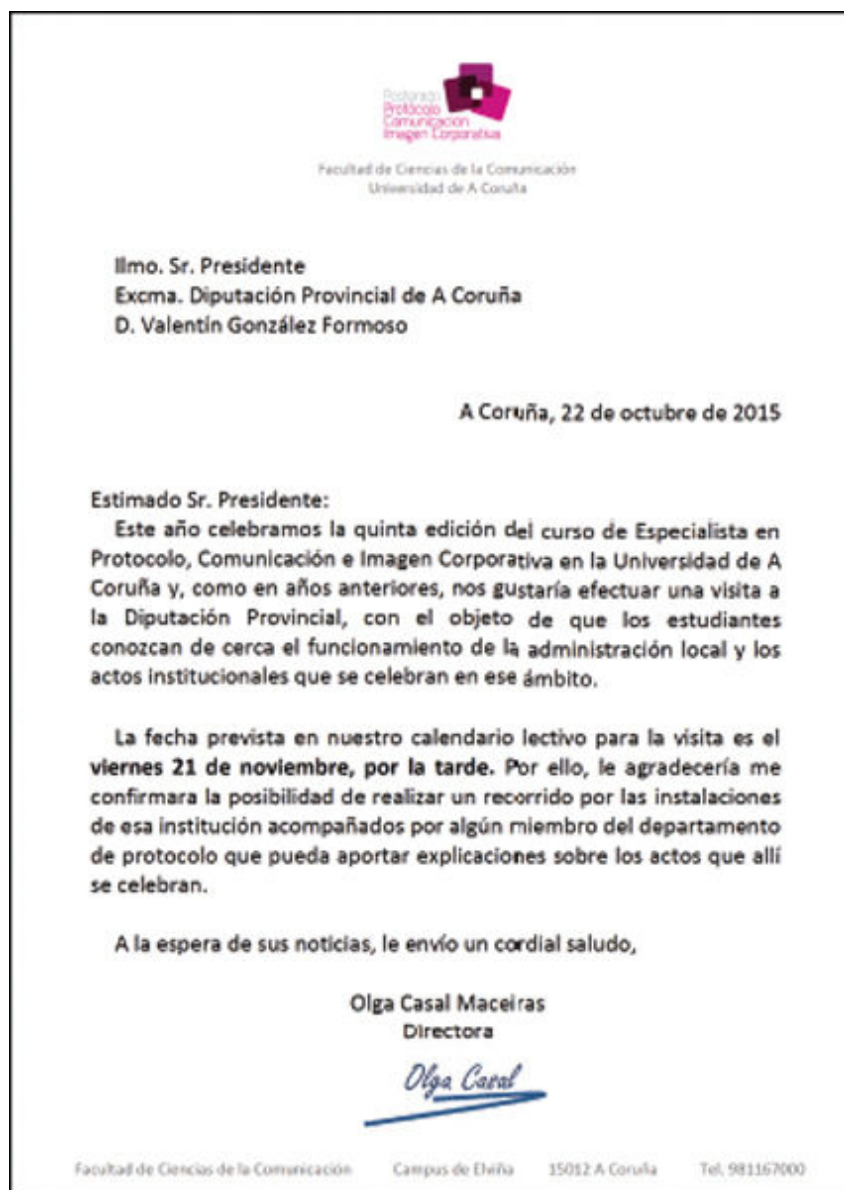 Postgrado
Protocolo
Comunicación
Imagen Corporativa
Facultad de Ciencias de la Comunicación
Universidad de A Coruña
Ilmo. Sr. Presidente
Excma. Diputación Provincial de A Coruña
D. Valentín González Formoso
A Coruña, 22 de octubre de 2015
Estimado Sr. Presidente:
Este año celebramos la quinta edición del curso de Especialista en
Protocolo, Comunicación e Imagen Corporativa en la Universidad de A
Coruña y, como en años anteriores, nos gustaría efectuar una visita a
la Diputación Provincial, con el objeto de que los estudiantes
conozcan de cerca el funcionamiento de la administración local y los
actos institucionales que se celebran en ese ámbito.
La fecha prevista en nuestro calendario lectivo para la visita es el
viernes 21 de noviembre, por la tarde. Por ello, le agradecería me
confirmara la posibilidad de realizar un recorrido por las instalaciones
de esa institución acompañados por algún miembro del departamento
de protocolo que pueda aportar explicaciones sobre los actos que allí
se celebran.
A la espera de sus noticias, le envío un cordial saludo,
Olga Casal Maceiras
Directora
Olga Casal
Facultad de Ciencias de la Comunicación Campus de Elviña 15012 A Coruña Tel. 981167000